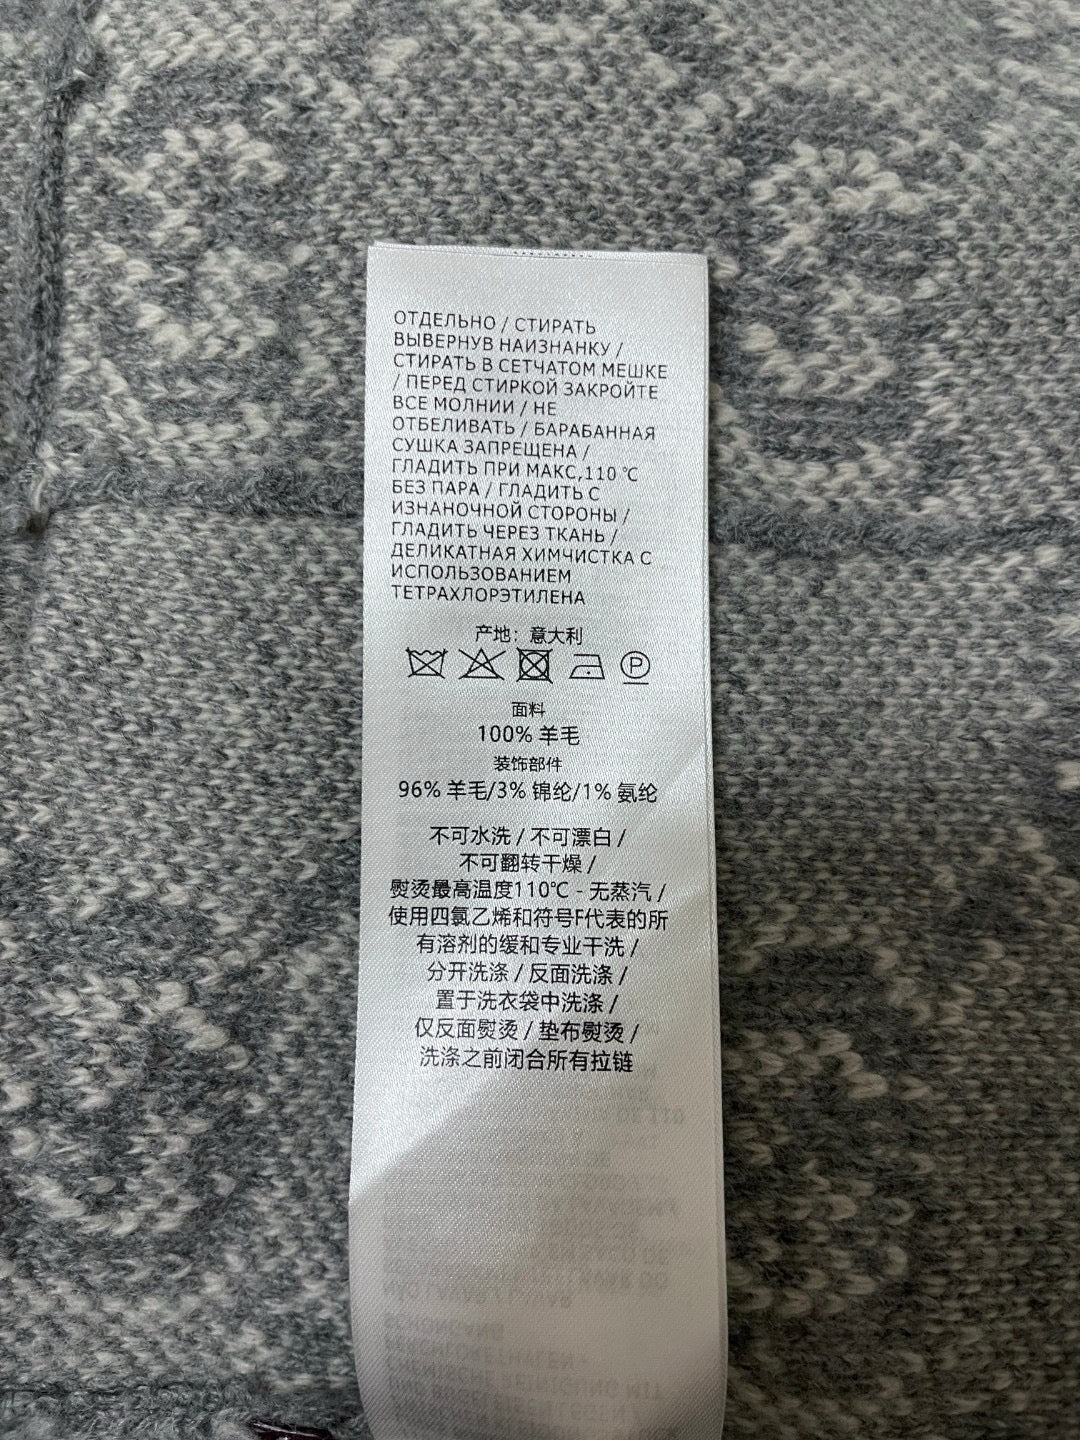 ОТДЕЛЬНО / СТИРАТЬ
ВЫВЕРНУВ НАИЗНАНКУ /
СТИРАТЬ В СЕТЧАТОМ МЕШКЕ
/ ПЕРЕД СТИРКОЙ ЗАКРОЙТЕ
ВСЕ МОЛНИИ / НЕ
ОТБЕЛИВАТЬ / БАРАБАННАЯ
СУШКА ЗАПРЕЩЕНА /
ГЛАДИТЬ ПРИ МАКС,110 ℃
БЕЗ ПАРА / ГЛАДИТЬ С
ИЗНАНОЧНОЙ СТОРОНЫ /
ГЛАДИТЬ ЧЕРЕЗ ТКАНЬ /
ДЕЛИКАТНАЯ ХИМЧИСТКА С
ИСПОЛЬЗОВАНИЕМ
ТЕТРАХЛОРЭТИЛЕНА
产地：意大利
P
面料
100% 羊毛
装饰部件
96% 羊毛/3% 锦纶/1% 氨纶
不可水洗 / 不可漂白 /
不可翻转干燥 /
熨烫最高温度110℃ - 无蒸汽 /
使用四氯乙烯和符号F代表的所
有溶剂的缓和专业干洗 /
分开洗涤 / 反面洗涤 /
置于洗衣袋中洗涤 /
仅反面熨烫 / 垫布熨烫 /
洗涤之前闭合所有拉链